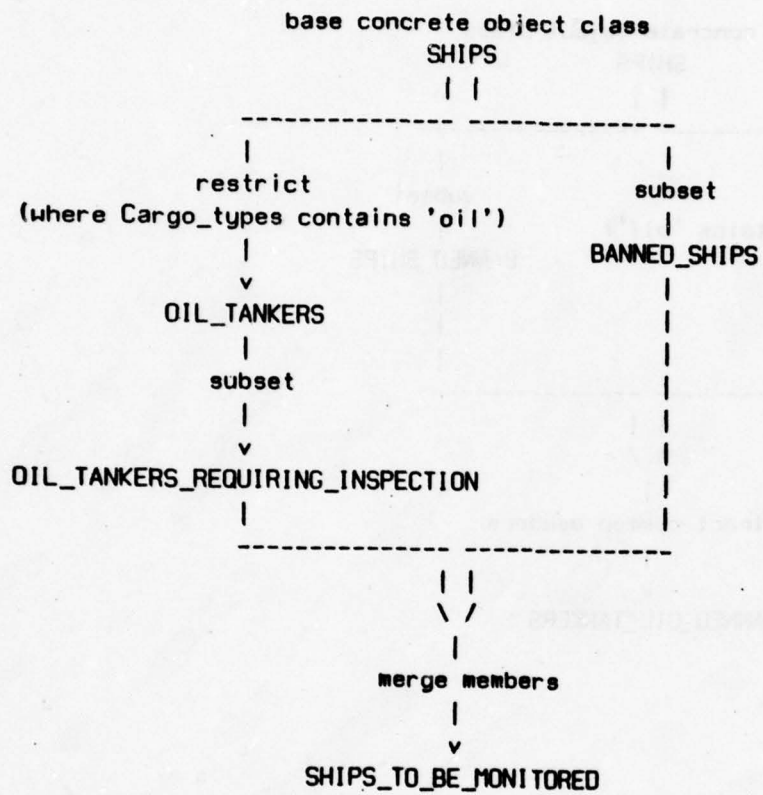 base concrete object class
SHIPS
restrict subset
(where Cargo_types contains 'oil')
BANNED_SHIPS
OIL_TANKERS
subset
OIL_TANKERS_REQUIRING_INSPECTION
merge members
SHIPS_TO_BE_MONITORED